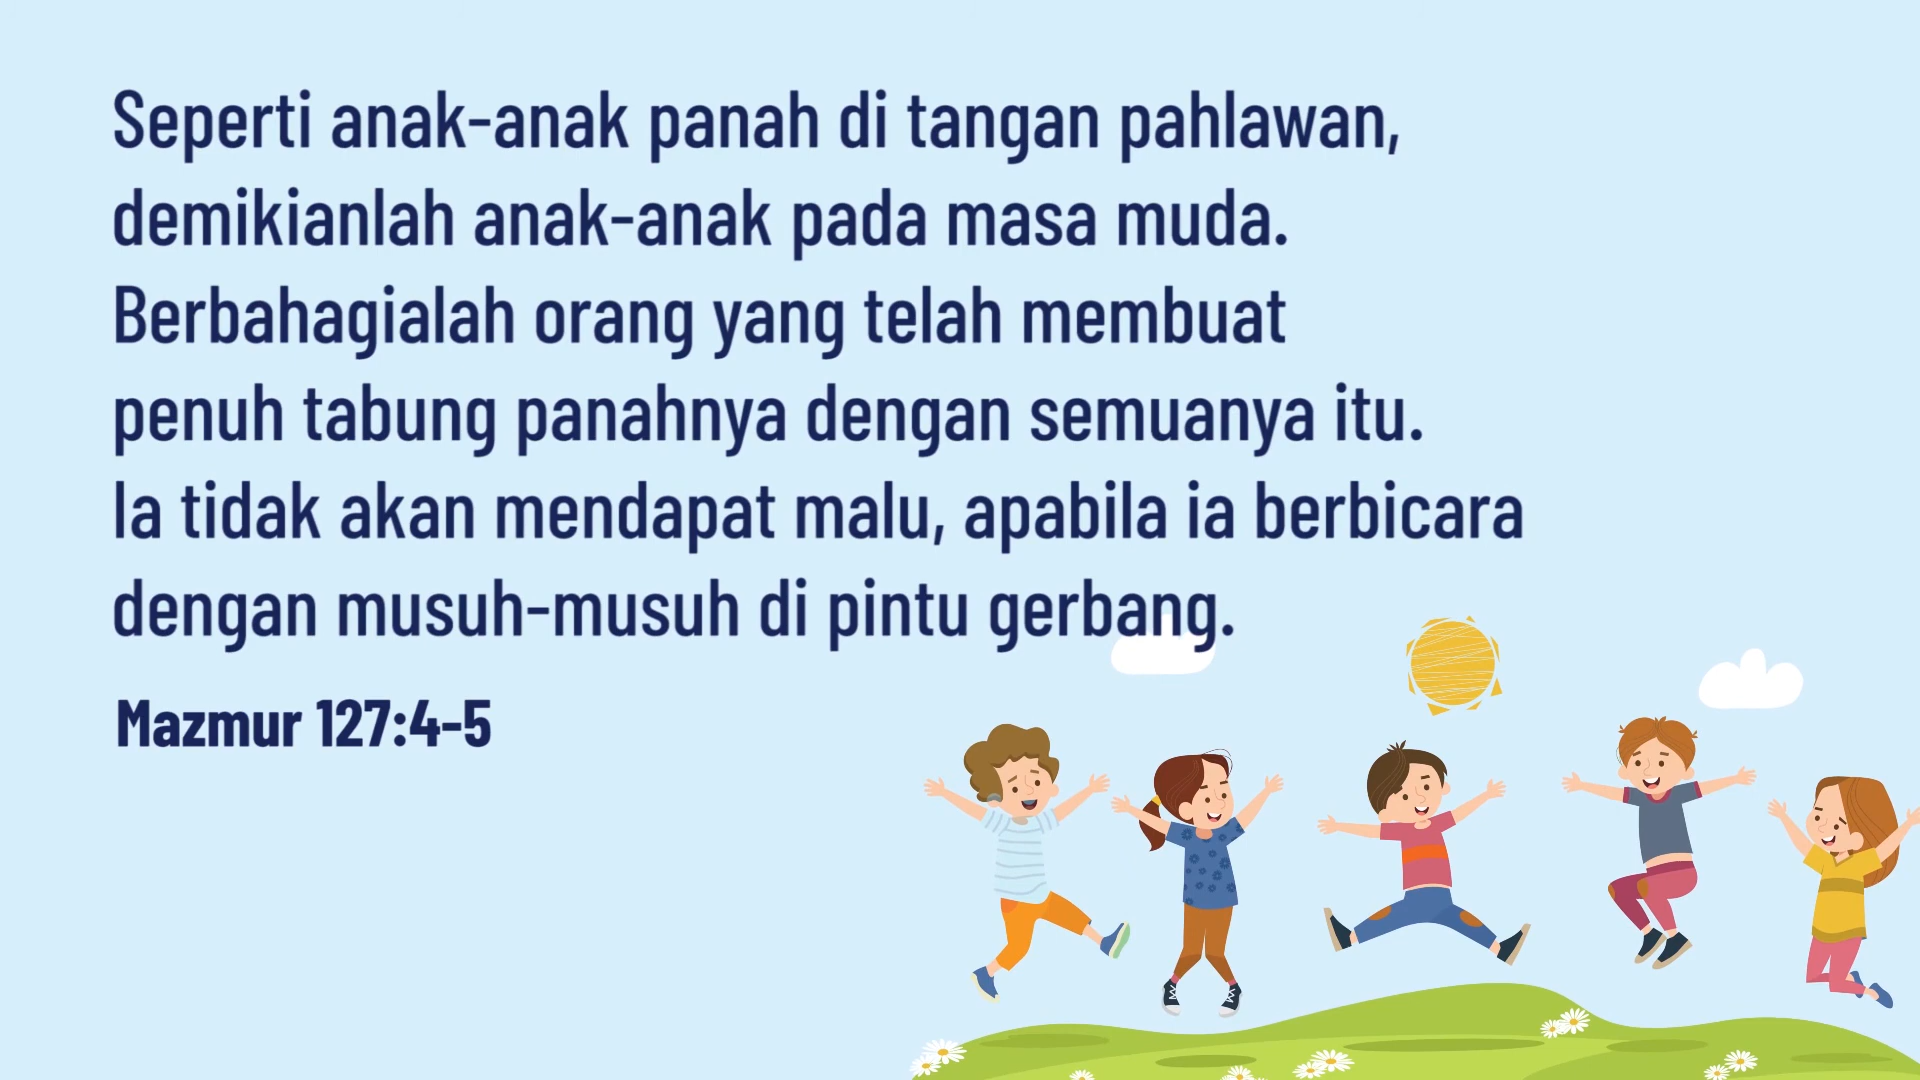 Seperti anak-anak panah di tangan pahlawan,
demikianlah anak-anak pada masa muda.
Berbahagialah orang yang telah membuat
penuh tabung panahnya dengan semuanya itu.
Ia tidak akan mendapat malu, apabila ia berbicara
dengan musuh-musuh di pintu gerbang.
Mazmur 127:4-5